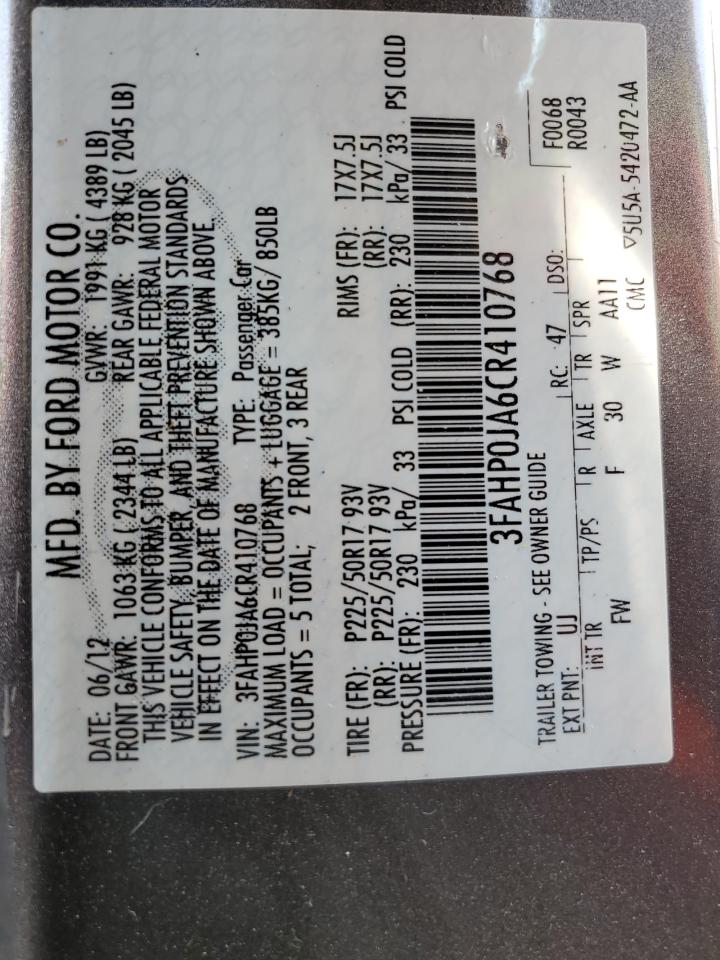 MFD. BY FORD MOTOR CO.
DATE: 06/12 GVWR: 1991 KG ( 4389 LB)
FRONT GAWR: 1063 KG ( 2344 LB) REAR GAWR: 928 KG ( 2045 LB)
THIS VEHICLE CONFORMS TO ALL APPLICABLE FEDERAL MOTOR
VEHICLE SAFETY, BUMPER, AND THEFT PREVENTION STANDARDS
IN EFFECT ON THE DATE OF MANUFACTURE SHOWN ABOVE.
VIN: 3FAHP0JA6CR410768 TYPE: Passenger Car
MAXIMUM LOAD = OCCUPANTS + LUGGAGE = 385KG/ 850LB
OCCUPANTS = 5 TOTAL, 2 FRONT, 3 REAR
TIRE (FR): P225/50R17 93V RIMS (FR): 17X7.5J
(RR): P225/50R17 93V (RR): 17X7.5J
PRESSURE (FR): 230 kPa/ 33 PSI COLD (RR): 230 kPa/ 33 PSI COLD
3FAHP0JA6CR410768
F0068
R0043
TRAILER TOWING - SEE OWNER GUIDE
EXT PNT: UJ RC: 47 DSO:
INT TR TP/PS R AXLE TR SPR
FW F 30 W AA11
CMC ▽5U5A-5420472-AA